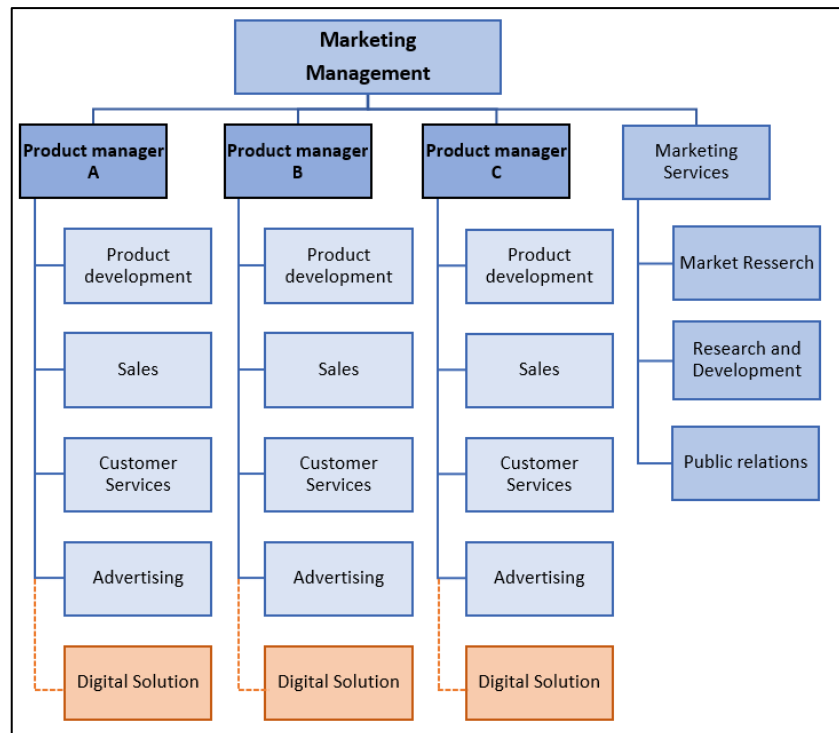 Marketing
Management
Product manager
A
Product manager
B
Product manager
C
Marketing
Services
Product
development
Product
development
Product
development
Market Resserch
Sales
Sales
Sales
Research and
Development
Customer
Services
Customer
Services
Customer
Services
Public relations
Advertising
Advertising
Advertising
Digital Solution
Digital Solution
Digital Solution